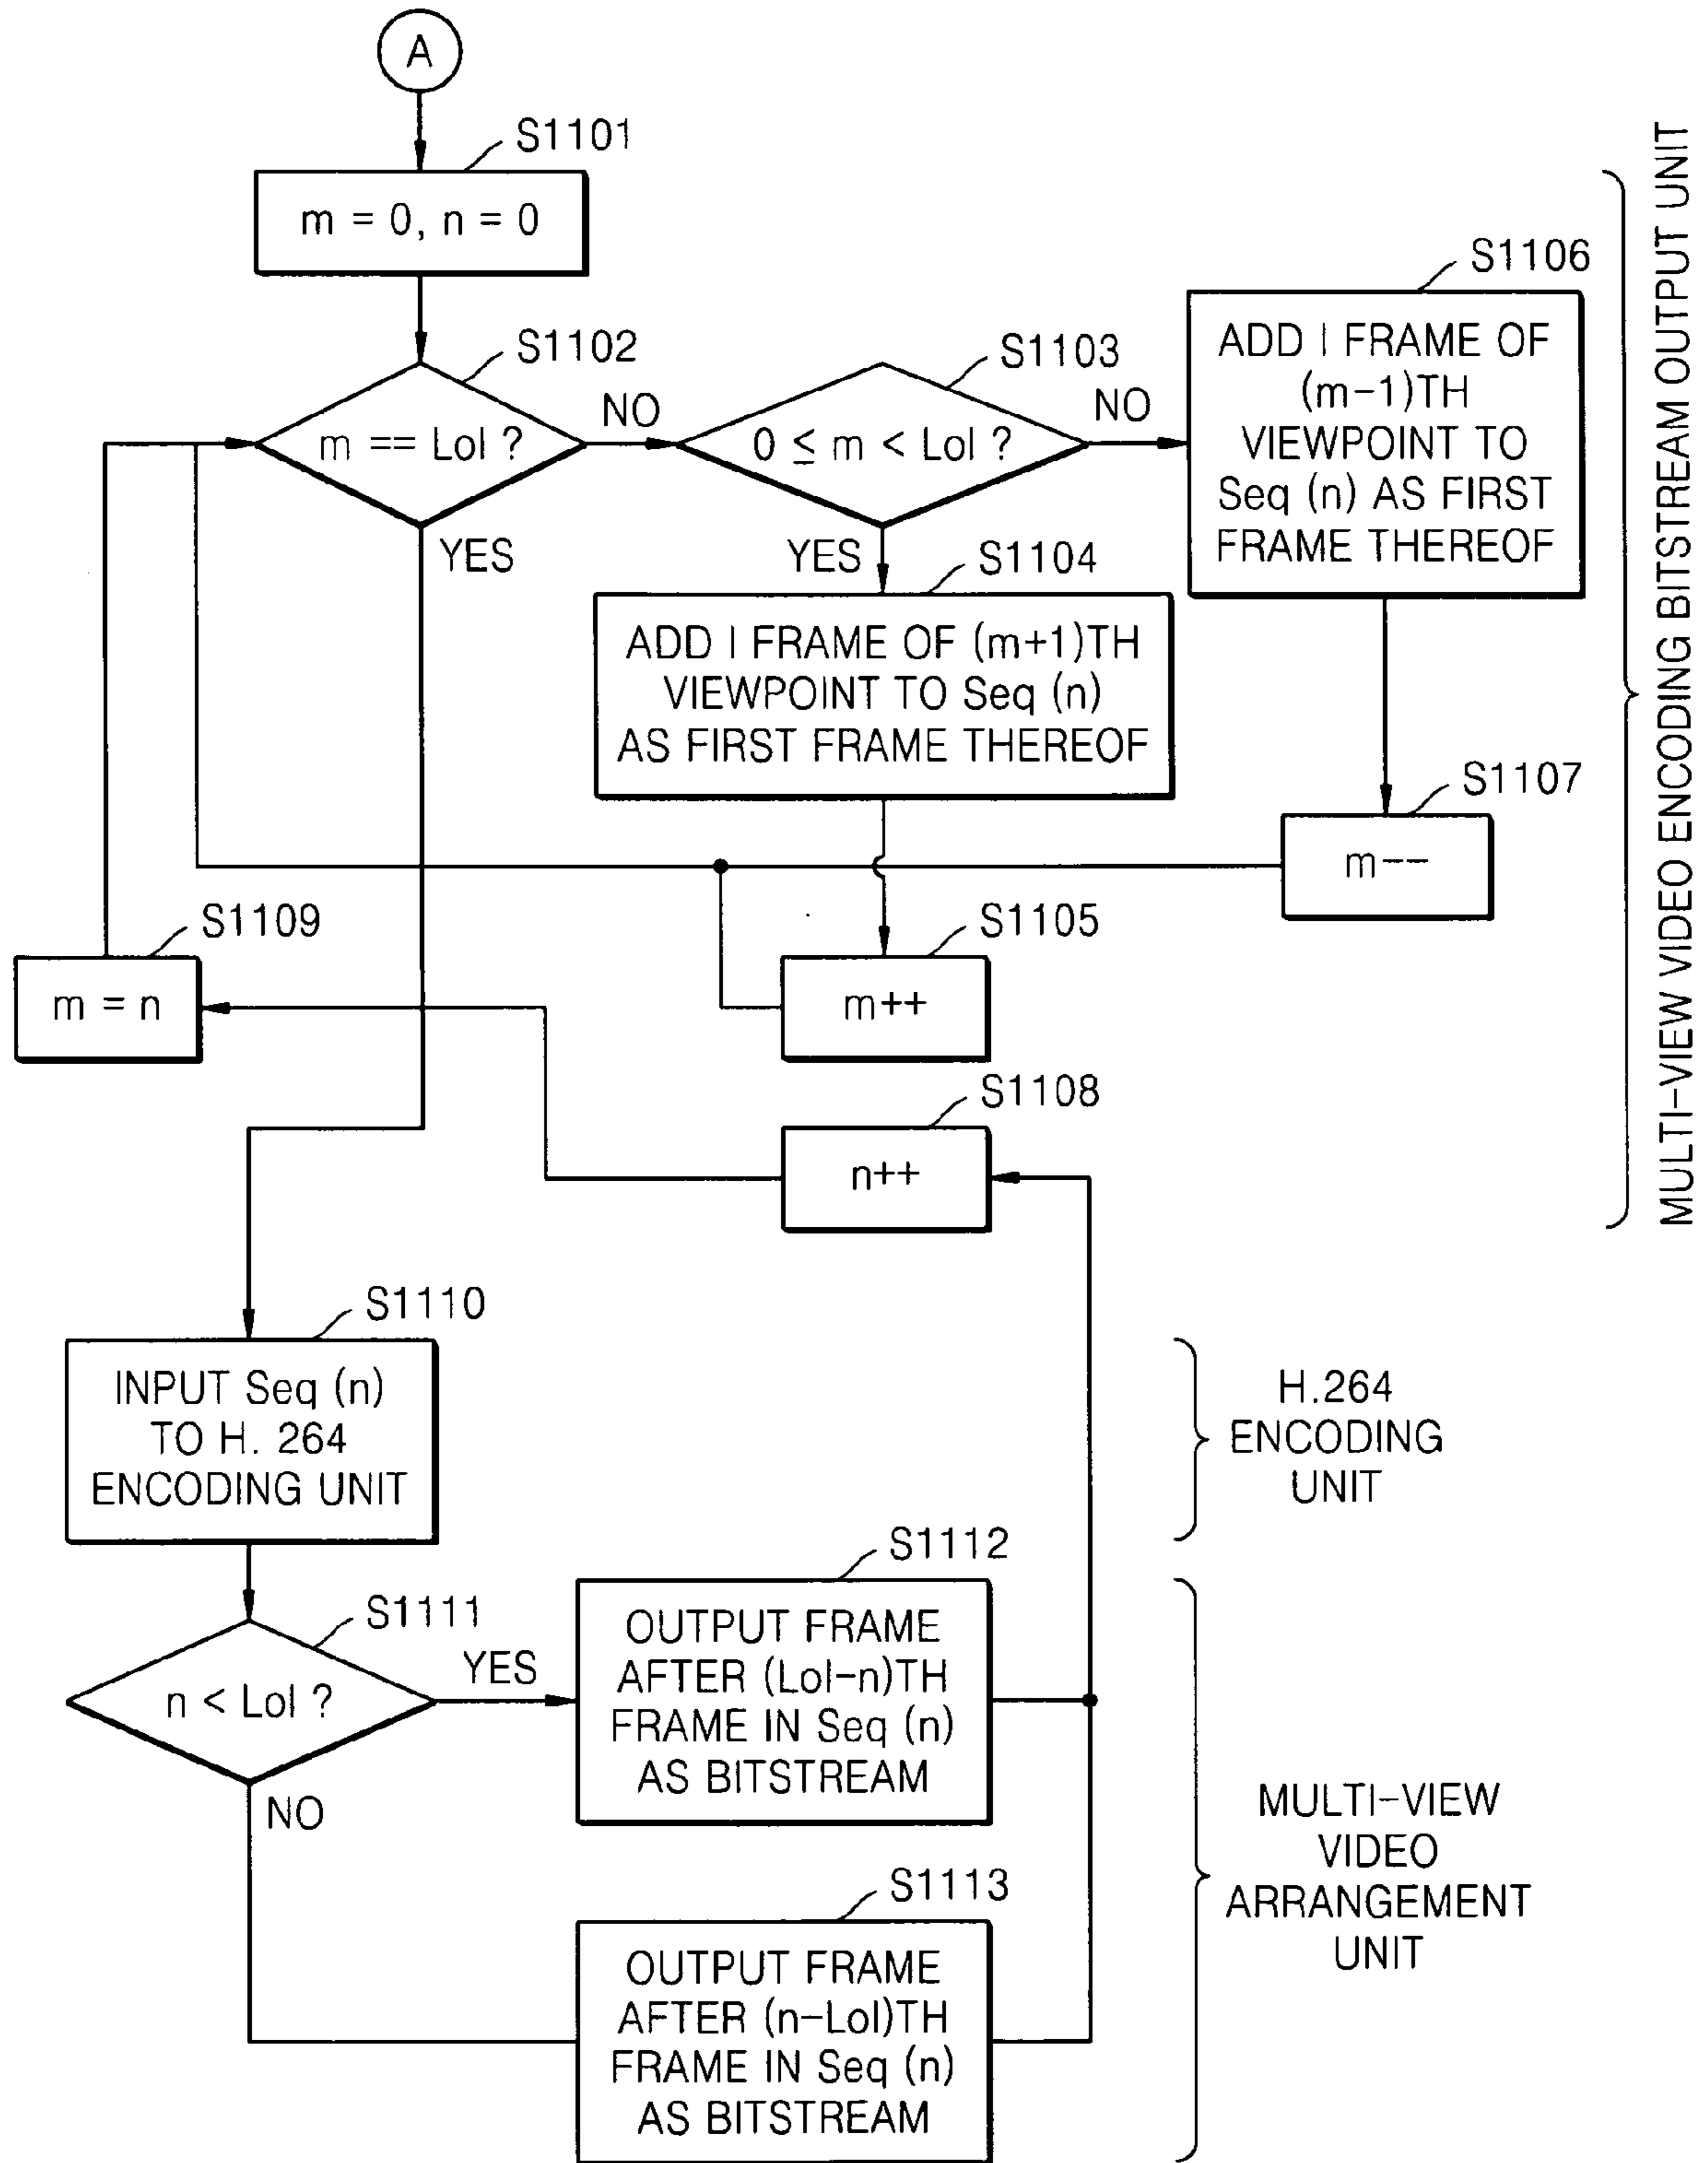 A
S1101
m = 0, n = 0
S1102
m == LoI ?
NO
YES
S1103
0 ≤ m < LoI ?
NO
YES
S1106
ADD I FRAME OF
(m-1)TH
VIEWPOINT TO
Seq (n) AS FIRST
FRAME THEREOF
S1104
ADD I FRAME OF (m+1)TH
VIEWPOINT TO Seq (n)
AS FIRST FRAME THEREOF
S1107
m--
S1105
m++
S1109
m = n
S1108
n++
MULTI-VIEW VIDEO ENCODING BITSTREAM OUTPUT UNIT
S1110
INPUT Seq (n)
TO H. 264
ENCODING UNIT
H.264
ENCODING
UNIT
S1111
n < LoI ?
YES
NO
S1112
OUTPUT FRAME
AFTER (LoI-n)TH
FRAME IN Seq (n)
AS BITSTREAM
S1113
OUTPUT FRAME
AFTER (n-LoI)TH
FRAME IN Seq (n)
AS BITSTREAM
MULTI-VIEW
VIDEO
ARRANGEMENT
UNIT